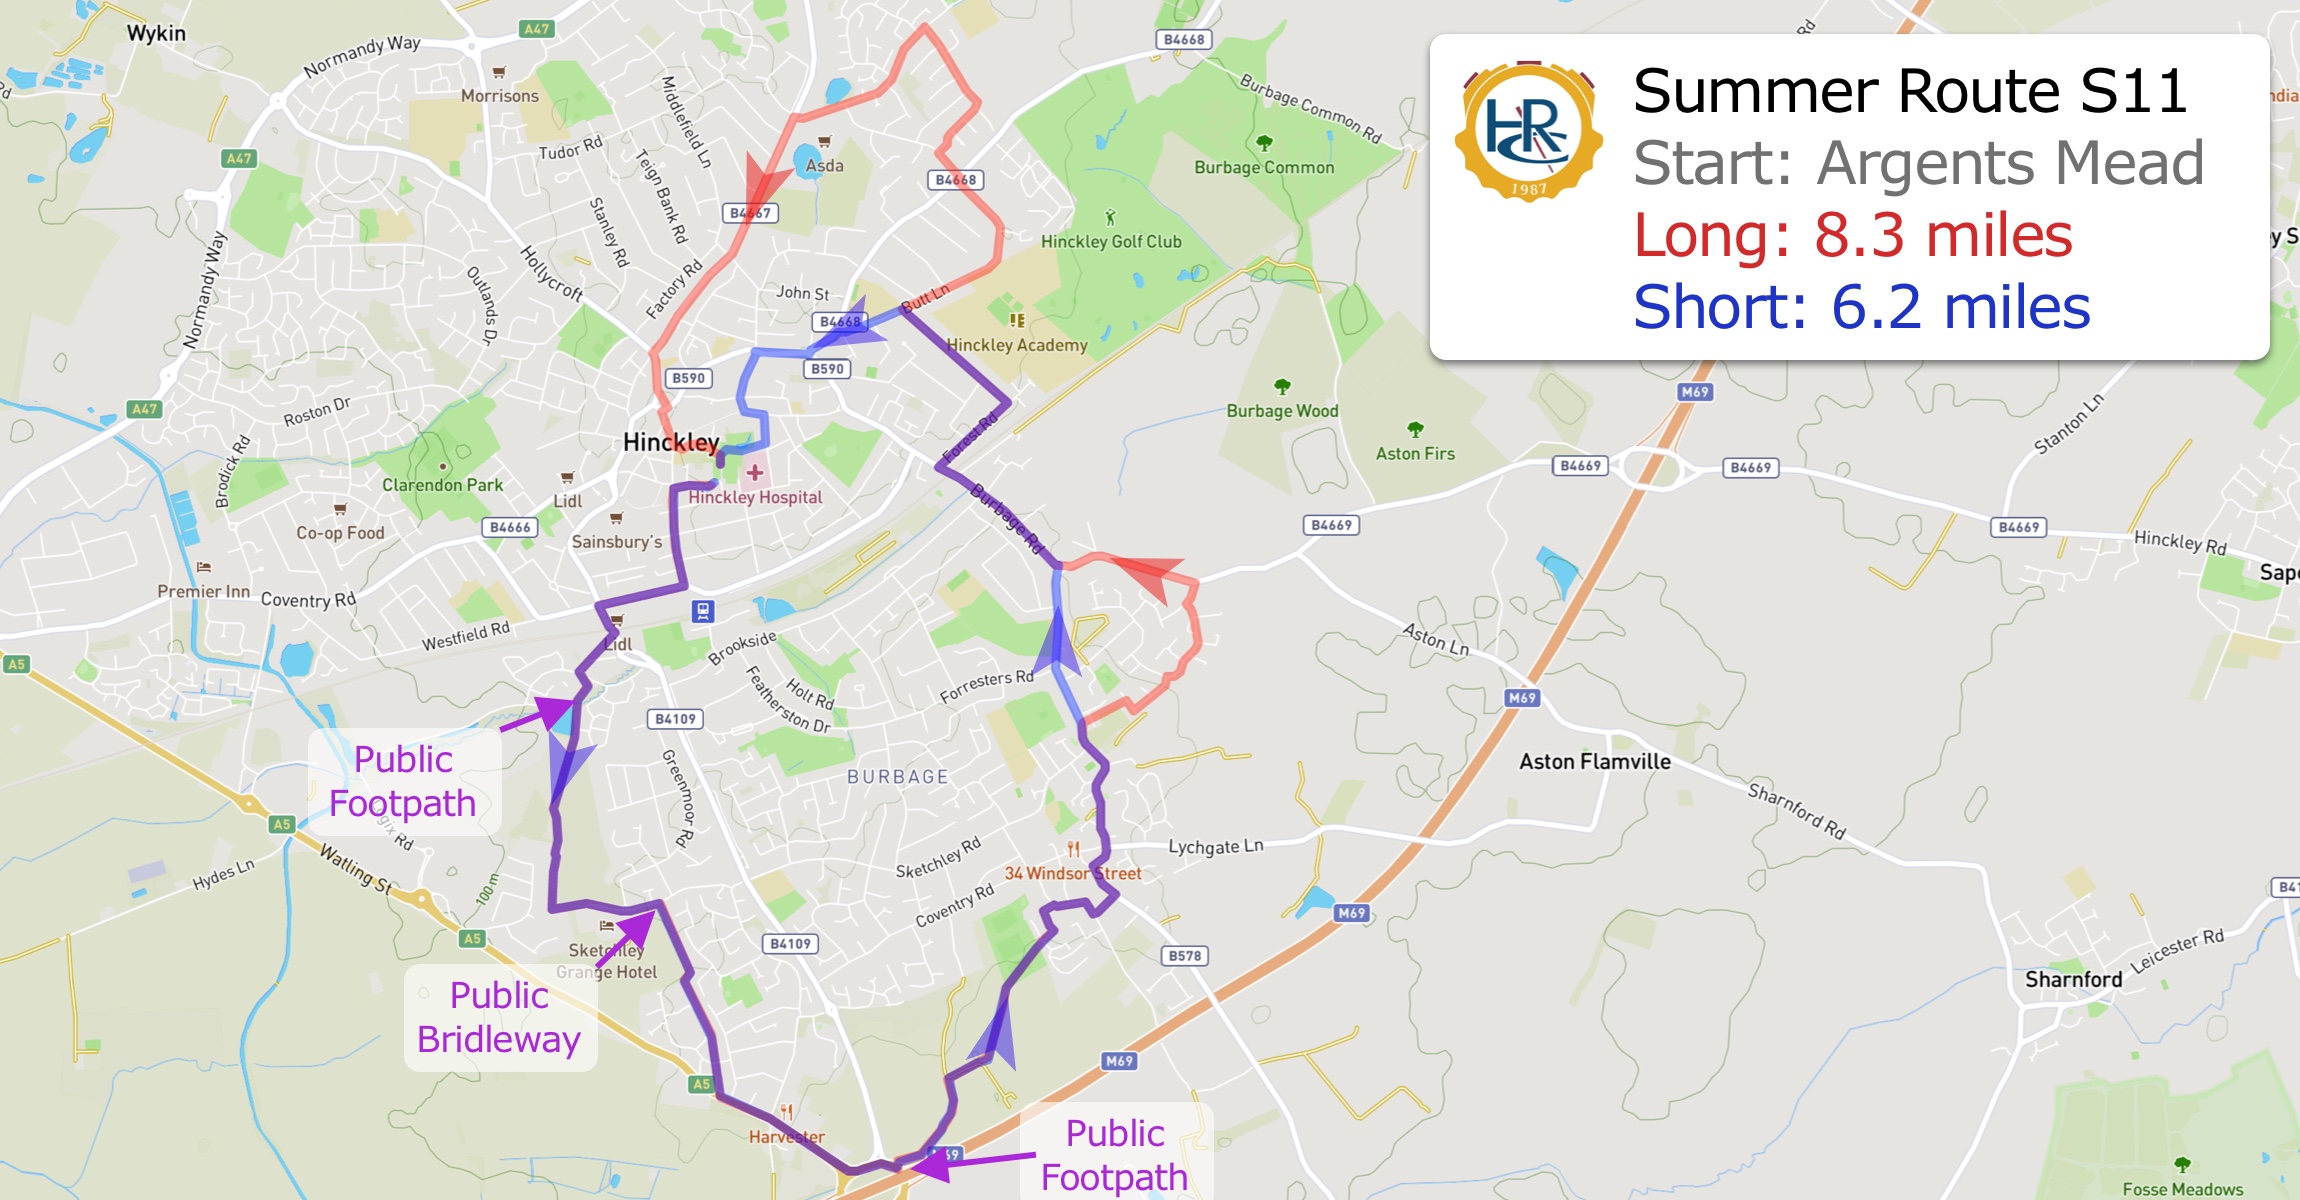 Wykin
A47
Normandy Way
Morrisons
Middlefield Ln
B4668
Burbage Common Rd
Rd
Summer Route S11
Start: Argents Mead
Long: 8.3 miles
Short: 6.2 miles
HR
1987
A47
Tudor Rd
Teign Bank Rd
Stanley Rd
Asda
B4668
B4667
Burbage Common
Hinckley Golf Club
Normandy Way
Hollycroft
Outlands Dr
Factory Rd
John St
B4668
Butt Ln
Hinckley Academy
B590
B590
A47
Roston Dr
Brodick Rd
Hinckley
Forest Rd
Burbage Wood
Aston Firs
M69
Stanton Ln
B4669
B4669
Clarendon Park
Lidl
Hinckley Hospital
Co-op Food
B4666
Sainsbury's
Burbage Rd
B4669
B4669
Hinckley Rd
Premier Inn
Coventry Rd
Westfield Rd
Lidl
Brookside
Holt Rd
Featherston Dr
Forresters Rd
Aston Ln
M69
A5
B4109
Public
Footpath
Greenmoor Rd
BURBAGE
Aston Flamville
Sharnford Rd
A5
Watling St
Hydes Ln
100 m
Sketchley Rd
34 Windsor Street
Lychgate Ln
Coventry Rd
M69
A5
Sketchley
Grange Hotel
B4109
B578
Leicester Rd
Sharnford
Public
Bridleway
A5
M69
Harvester
Public
Footpath
Fosse Meadows